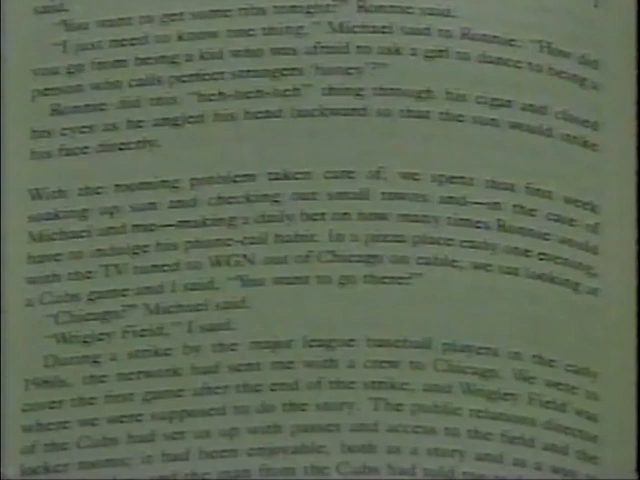 said.
"You want to get some ribs tonight?" Ronnie said.
"I just need to know one thing," Michael said to Ronnie. "How did
you go from being a kid who was afraid to ask a girl to dance to being a
person who calls perfect strangers 'honey'?"
Ronnie did this "heh-heh-heh" thing through his cigar and closed
his eyes as he angled his head backward so that the sun would strike
his face directly.
With the rooming problem taken care of, we spent that first week
soaking up sun and checking out small towns and—in the case of
Michael and me—making a daily bet on how many times Ronnie would
have to indulge his phone-call habit. In a pizza place early one evening,
with the TV tuned to WGN out of Chicago on cable, we sat looking at
a Cubs game and I said, "You want to go there?"
"Chicago?" Michael said.
"Wrigley Field," I said.
During a strike by the major league baseball players in the early
1980s, the network had sent me with a crew to Chicago. We were to
cover the first game after the end of the strike, and Wrigley Field was
where we were supposed to do the story. The public relations director
of the Cubs had set us up with passes and access to the field and the
locker rooms; it had been enjoyable, both as a story and as a way to
and the man from the Cubs had told me